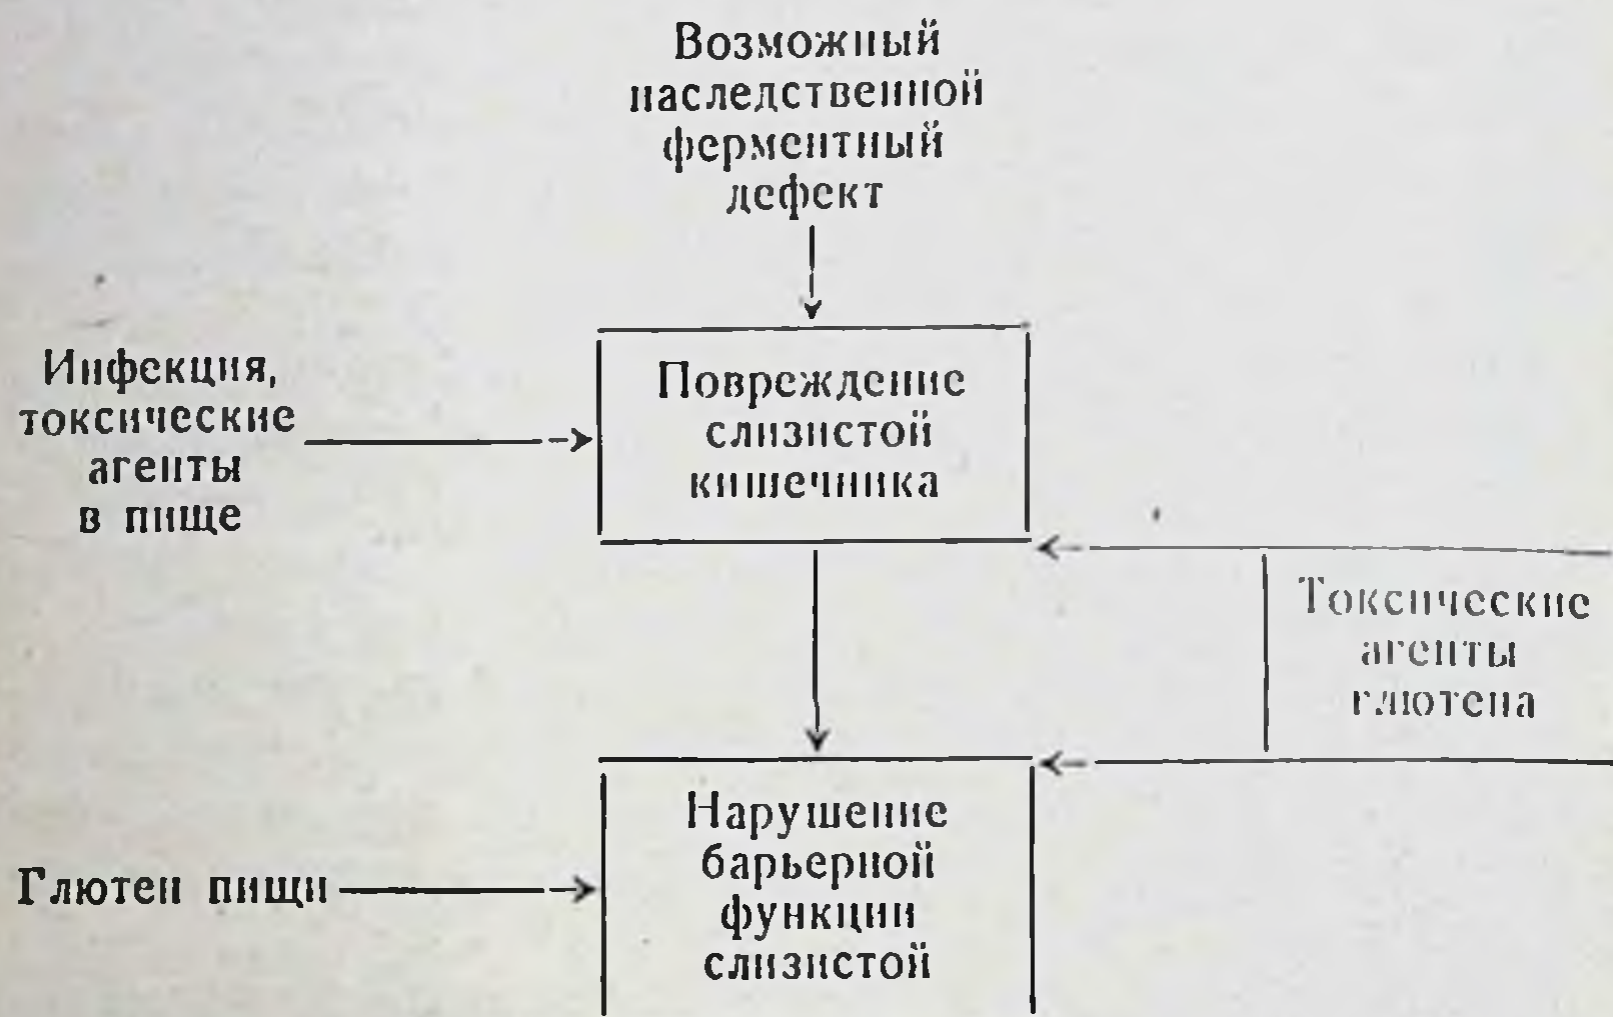 Возможный
наследственной
ферментный
дефект
Инфекция,
токсические
агенты
в пище
Повреждение
слизистой
кишечника
Токсические
агенты
глютена
Глютен пищи
Нарушение
барьерной
функции
слизистой